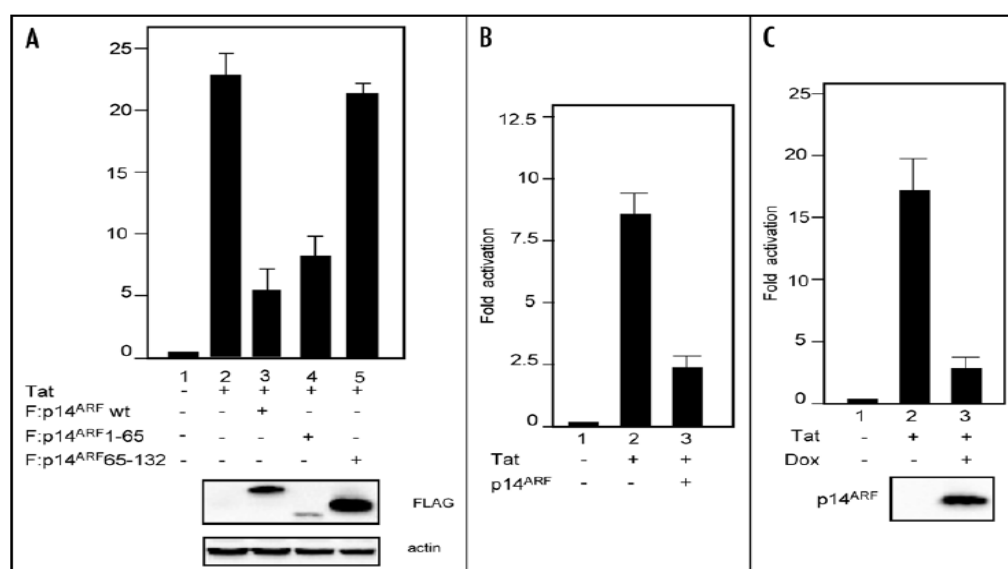 A
25
20
15
10
5
0
1 2 3 4 5
Tat - + + + +
F:p14ARF wt - - + - -
F:p14ARF1-65 - - - + -
F:p14ARF65-132 - - - - +
FLAG
actin
B
Fold activation
12.5
10
7.5
2.5
0
1 2 3
Tat - + +
p14ARF - - +
C
Fold activation
25
20
15
10
5
0
1 2 3
Tat - + +
Dox - - +
p14ARF